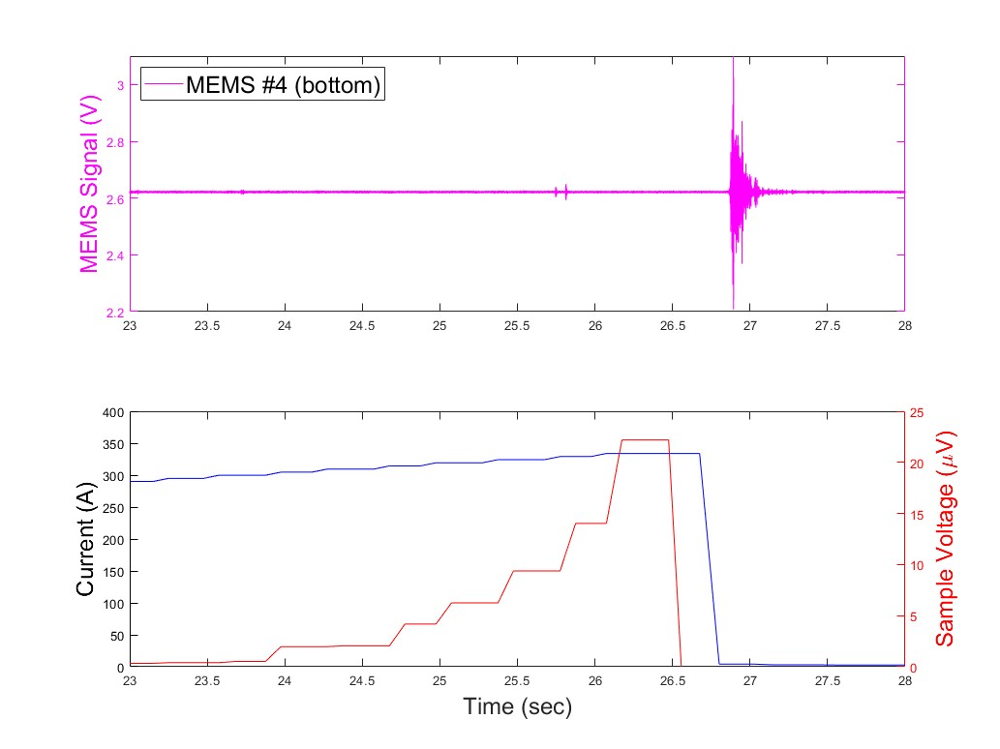 MEMS #4 (bottom)
MEMS Signal (V)
3
2.8
2.6
2.4
2.2
23 23.5 24 24.5 25 25.5 26 26.5 27 27.5 28
Current (A)
400
350
300
250
200
150
100
50
0
Sample Voltage (μV)
25
20
15
10
5
0
23 23.5 24 24.5 25 25.5 26 26.5 27 27.5 28
Time (sec)